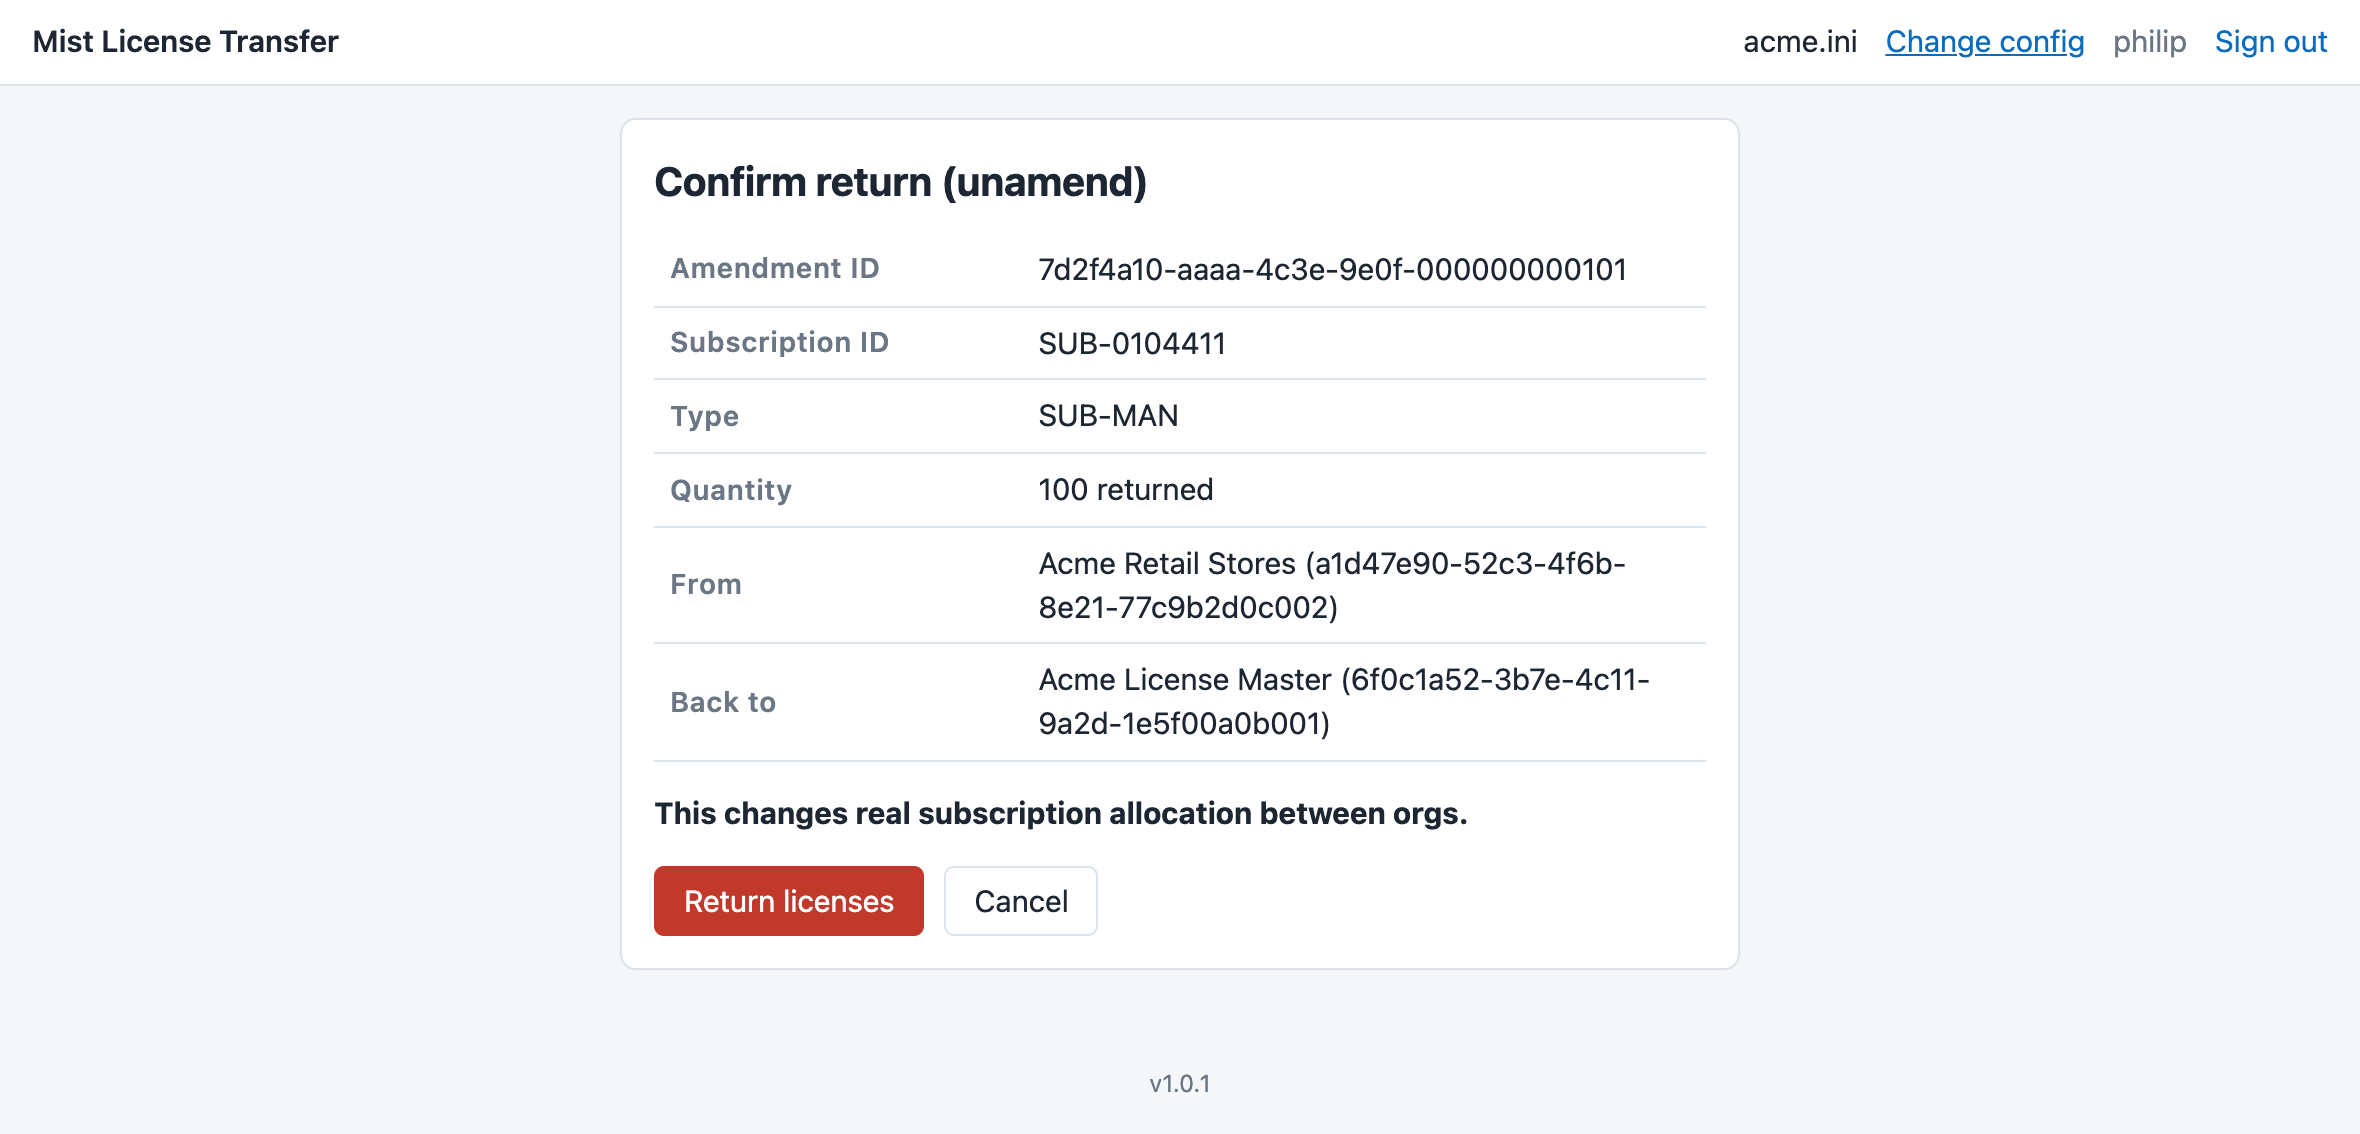 Mist License Transfer
acme.ini Change config philip Sign out
Confirm return (unamend)
Amendment ID 7d2f4a10-aaaa-4c3e-9e0f-000000000101
Subscription ID SUB-0104411
Type SUB-MAN
Quantity 100 returned
From Acme Retail Stores (a1d47e90-52c3-4f6b-
8e21-77c9b2d0c002)
Back to Acme License Master (6f0c1a52-3b7e-4c11-
9a2d-1e5f00a0b001)
This changes real subscription allocation between orgs.
Return licenses Cancel
v1.0.1